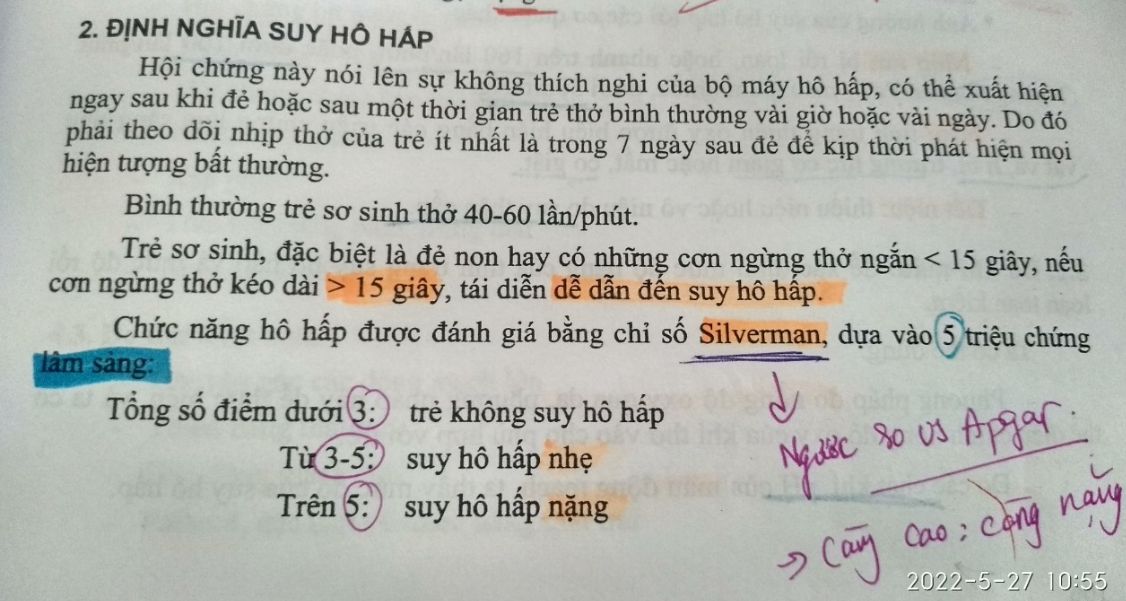 2. ĐỊNH NGHĨA SUY HÔ HẤP
Hội chứng này nói lên sự không thích nghi của bộ máy hô hấp, có thể xuất hiện
ngay sau khi đẻ hoặc sau một thời gian trẻ thở bình thường vài giờ hoặc vài ngày. Do đó
phải theo dõi nhịp thở của trẻ ít nhất là trong 7 ngày sau đẻ để kịp thời phát hiện mọi
hiện tượng bất thường.
Bình thường trẻ sơ sinh thở 40-60 lần/phút.
Trẻ sơ sinh, đặc biệt là đẻ non hay có những cơn ngừng thở ngắn < 15 giây, nếu
cơn ngừng thở kéo dài > 15 giây, tái diễn dễ dẫn đến suy hô hấp.
Chức năng hô hấp được đánh giá bằng chỉ số Silverman, dựa vào 5 triệu chứng
lâm sàng:
Tổng số điểm dưới 3: trẻ không suy hô hấp
Từ 3-5: suy hô hấp nhẹ
Trên 5: suy hô hấp nặng
Ngược so vs Apgar.
→ Càng cao: càng nặng
2022-5-27 10:55